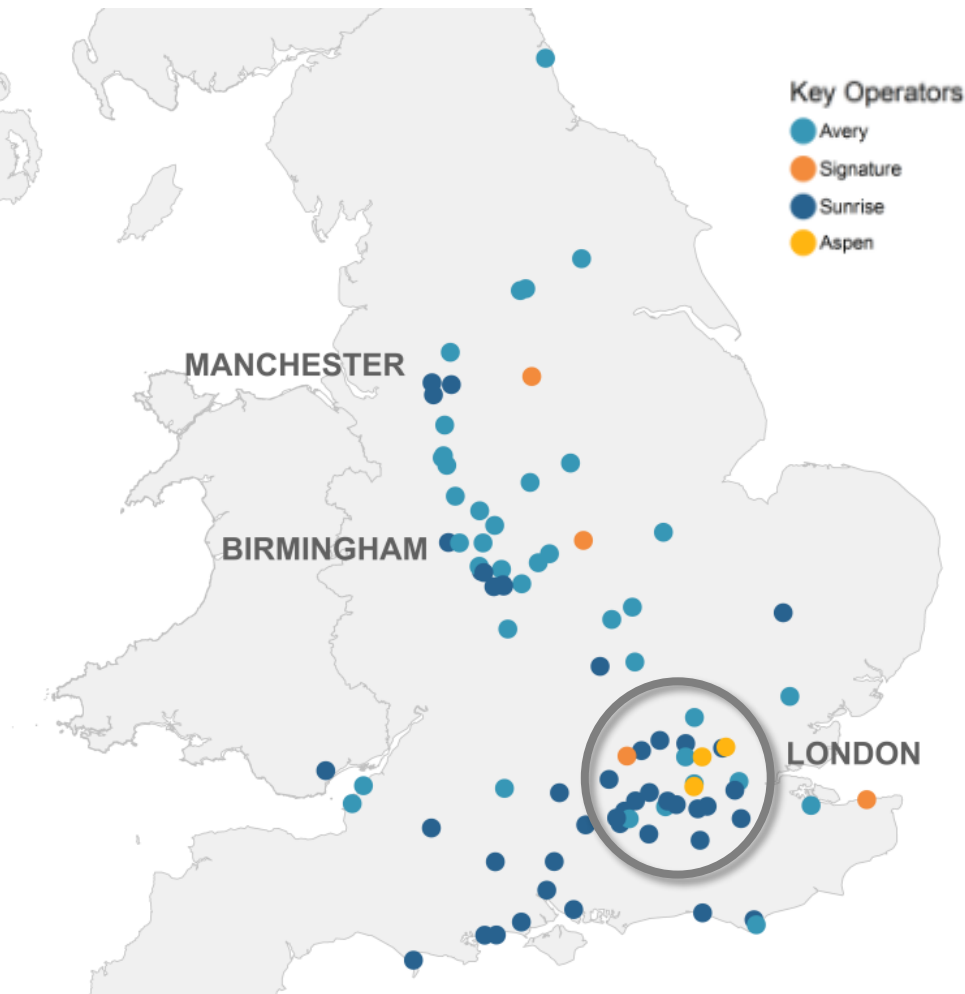 Key Operators
Avery
Signature
Sunrise
Aspen
MANCHESTER
BIRMINGHAM
LONDON